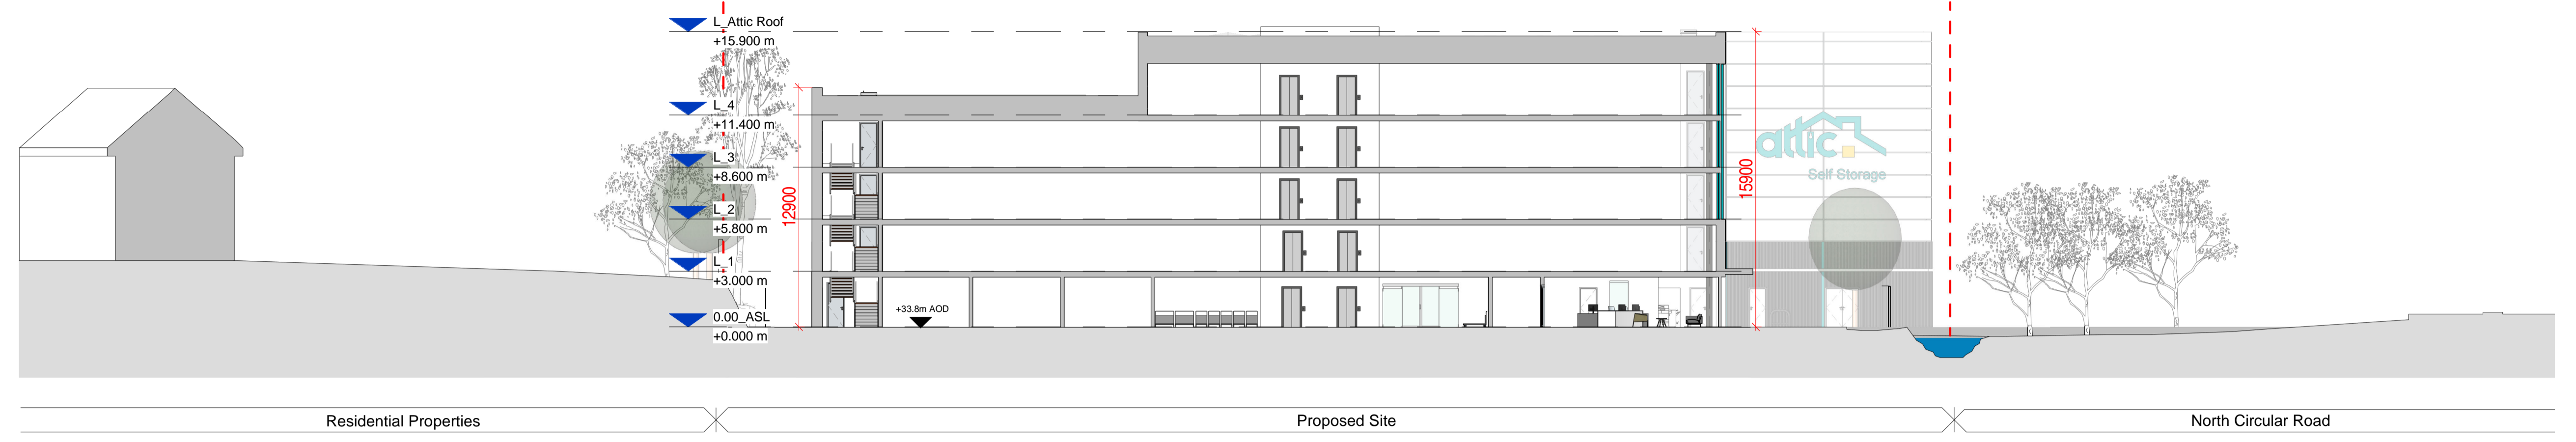 L_Attic Roof
+15.900 m
L_4
+11.400 m
L_3
+8.600 m
L_2
+5.800 m
L_1
+3.000 m
0.00_ASL
+0.000 m
12900
+33.8m AOD
15900
attic
Self Storage
Residential Properties
Proposed Site
North Circular Road